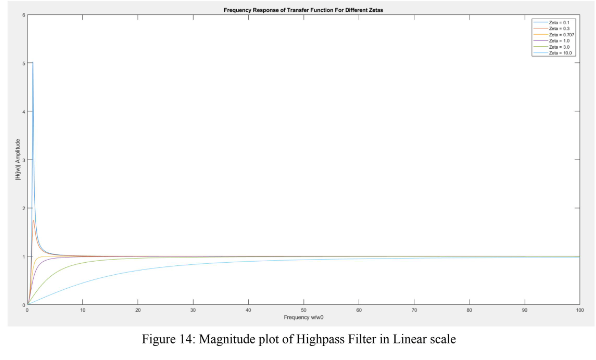 Frequency Response of Transfer Function For Different Zetas
Zeta = 0.1
Zeta = 0.3
Zeta = 0.707
Zeta = 1.0
Zeta = 3.0
Zeta = 10.0
|H(jw)| Amplitude
6
5
4
3
2
1
0
0 10 20 30 40 50 60 70 80 90 100
Frequency w/w0
Figure 14: Magnitude plot of Highpass Filter in Linear scale